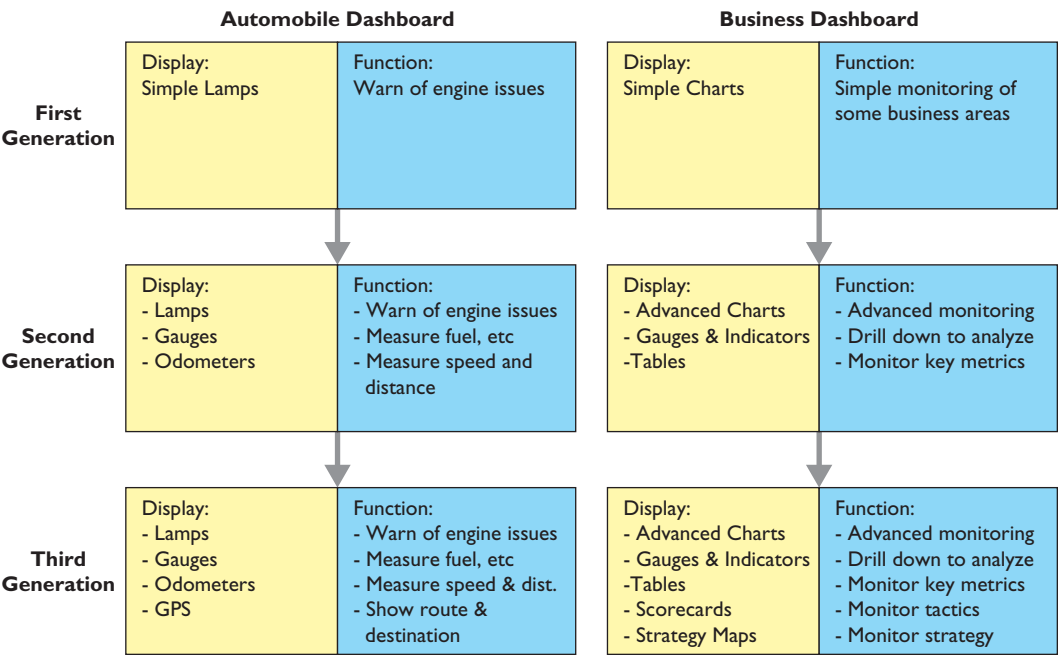 Automobile Dashboard
Business Dashboard
First
Generation
Display:
Simple Lamps
Function:
Warn of engine issues
Display:
Simple Charts
Function:
Simple monitoring of
some business areas
Second
Generation
Display:
- Lamps
- Gauges
- Odometers
Function:
- Warn of engine issues
- Measure fuel, etc
- Measure speed and
distance
Display:
- Advanced Charts
- Gauges & Indicators
-Tables
Function:
- Advanced monitoring
- Drill down to analyze
- Monitor key metrics
Third
Generation
Display:
- Lamps
- Gauges
- Odometers
- GPS
Function:
- Warn of engine issues
- Measure fuel, etc
- Measure speed & dist.
- Show route &
destination
Display:
- Advanced Charts
- Gauges & Indicators
-Tables
- Scorecards
- Strategy Maps
Function:
- Advanced monitoring
- Drill down to analyze
- Monitor key metrics
- Monitor tactics
- Monitor strategy